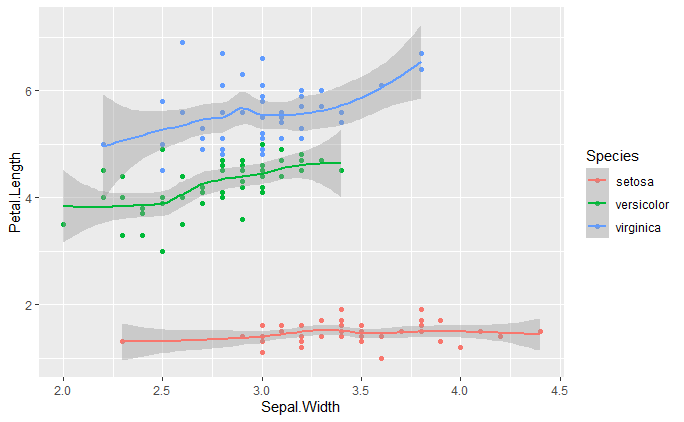 6
4
2
Petal.Length
2.0 2.5 3.0 3.5 4.0 4.5
Sepal.Width
Species
setosa
versicolor
virginica